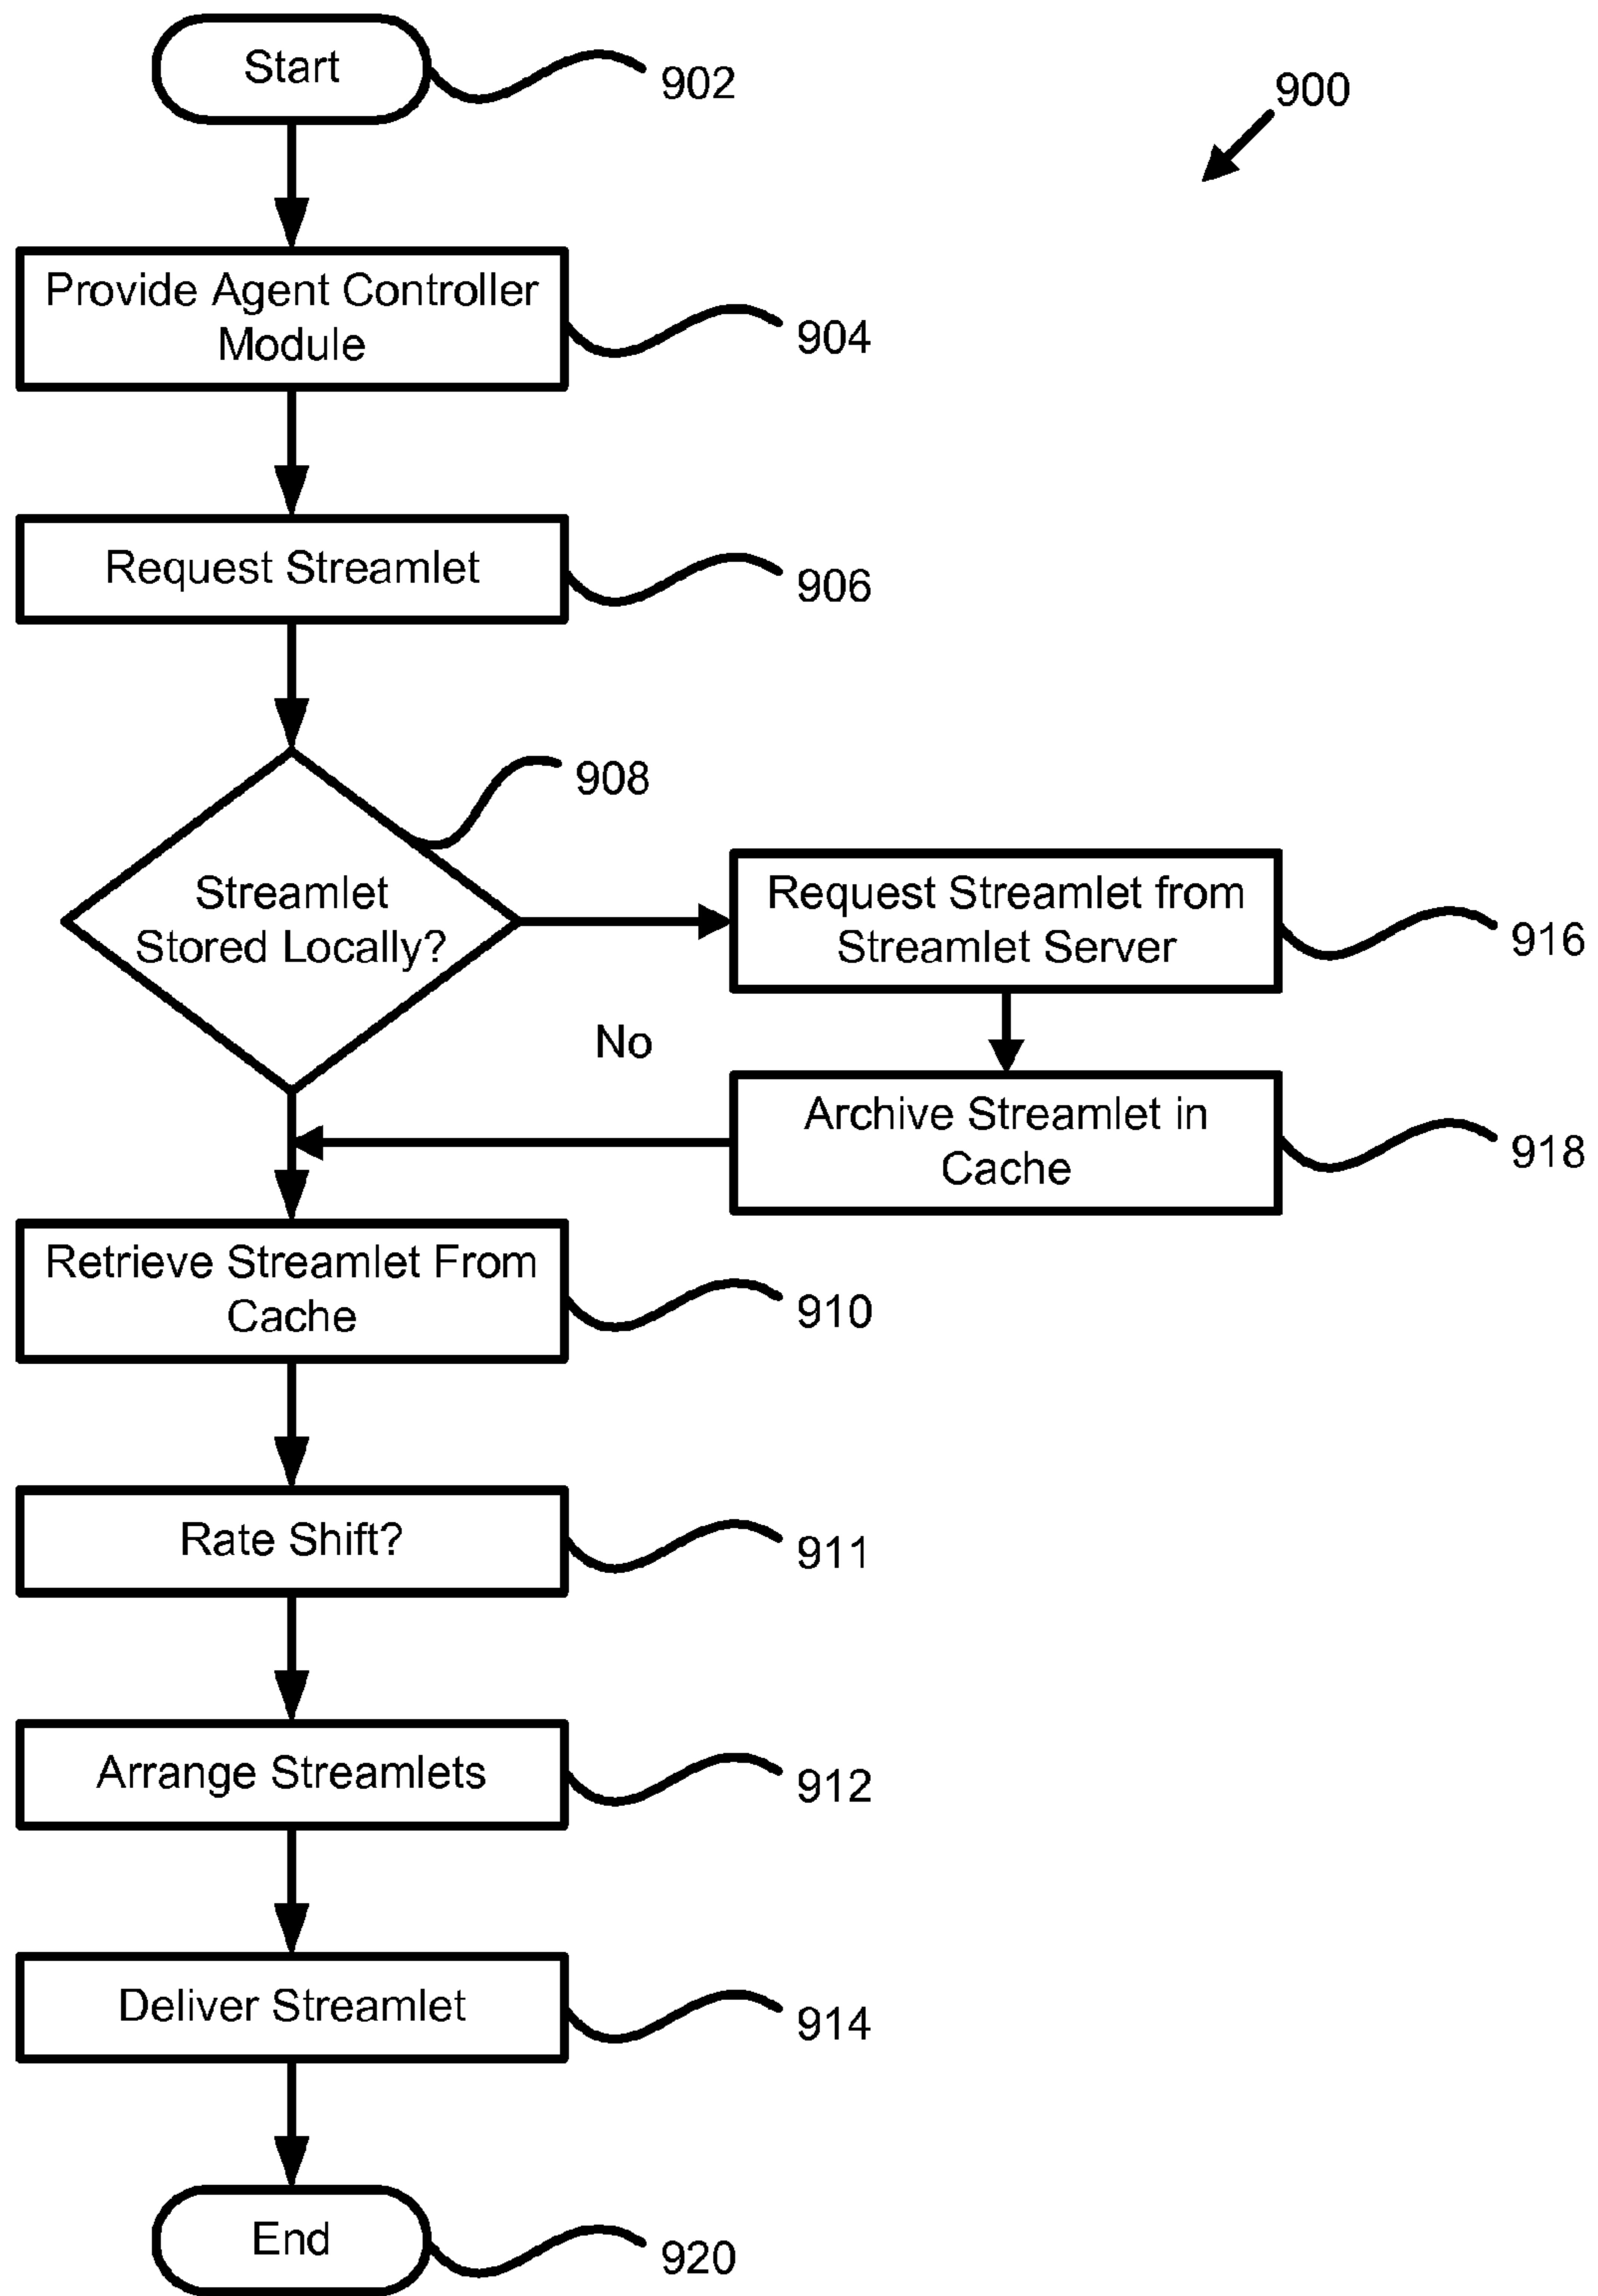 Start
902
900
Provide Agent Controller
Module
904
Request Streamlet
906
908
Streamlet
Stored Locally?
Request Streamlet from
Streamlet Server
916
No
Archive Streamlet in
Cache
918
Retrieve Streamlet From
Cache
910
Rate Shift?
911
Arrange Streamlets
912
Deliver Streamlet
914
End
920